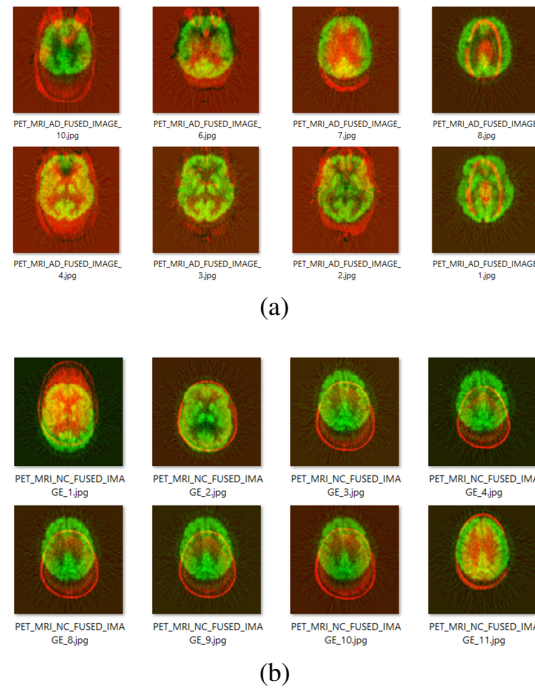 PET_MRI_AD_FUSED_IMAGE_
10.jpg
PET_MRI_AD_FUSED_IMAGE_
6.jpg
PET_MRI_AD_FUSED_IMAGE_
7.jpg
PET_MRI_AD_FUSED_IMAGE_
8.jpg
PET_MRI_AD_FUSED_IMAGE_
4.jpg
PET_MRI_AD_FUSED_IMAGE_
3.jpg
PET_MRI_AD_FUSED_IMAGE_
2.jpg
PET_MRI_AD_FUSED_IMAGE_
1.jpg
(a)
PET_MRI_NC_FUSED_IMA
GE_1.jpg
PET_MRI_NC_FUSED_IMA
GE_2.jpg
PET_MRI_NC_FUSED_IMA
GE_3.jpg
PET_MRI_NC_FUSED_IMA
GE_4.jpg
PET_MRI_NC_FUSED_IMA
GE_8.jpg
PET_MRI_NC_FUSED_IMA
GE_9.jpg
PET_MRI_NC_FUSED_IMA
GE_10.jpg
PET_MRI_NC_FUSED_IMA
GE_11.jpg
(b)